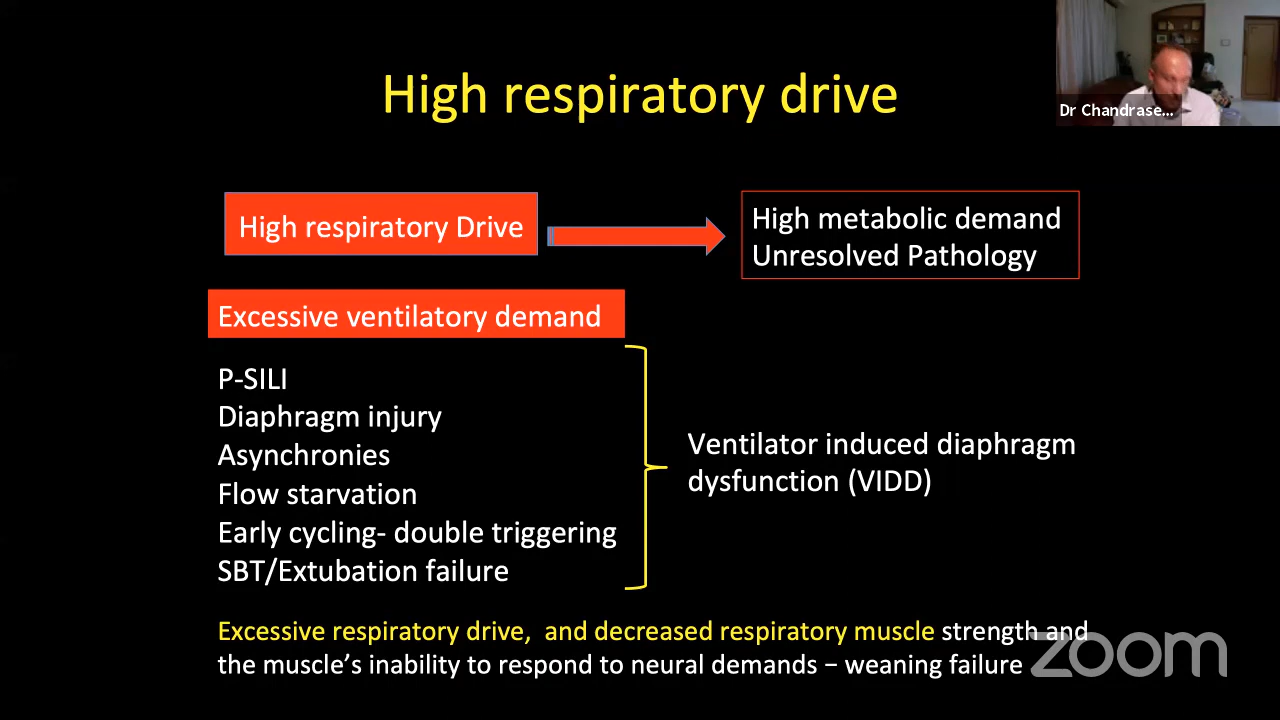 High respiratory drive
Dr Chandrase...
High respiratory Drive
High metabolic demand
Unresolved Pathology
Excessive ventilatory demand
P-SILI
Diaphragm injury
Asynchronies
Flow starvation
Early cycling- double triggering
SBT/Extubation failure
Ventilator induced diaphragm
dysfunction (VIDD)
Excessive respiratory drive,  and decreased respiratory muscle strength and
the muscle's inability to respond to neural demands – weaning failure
zoom